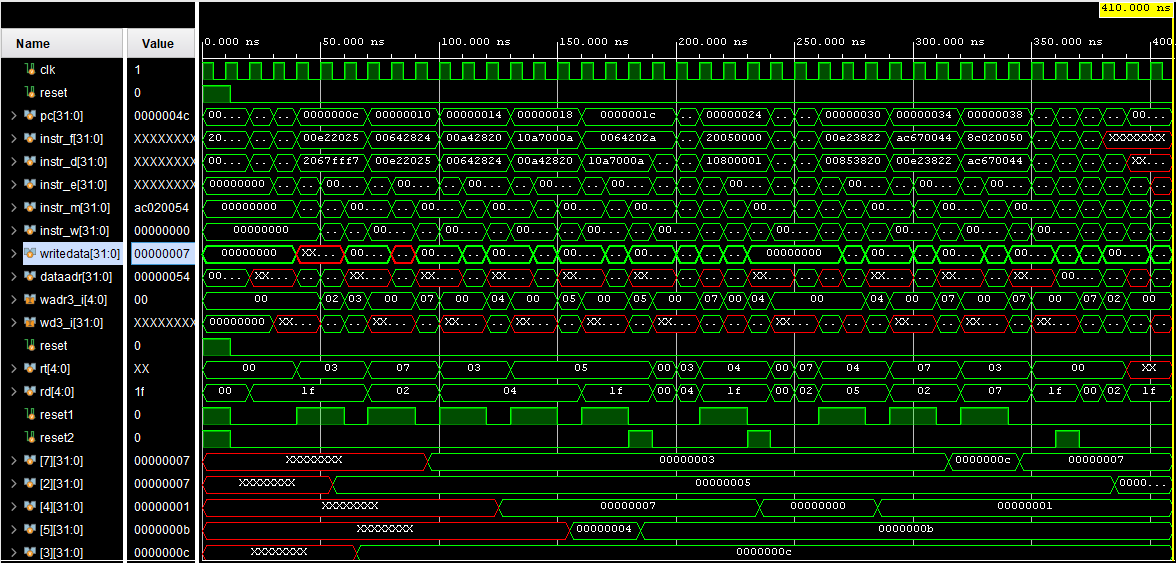 410.000 ns
Name Value 0.000 ns 50.000 ns 100.000 ns 150.000 ns 200.000 ns 250.000 ns 300.000 ns 350.000 ns 400
clk 1
reset 0
pc[31:0] 0000004c 00... 0000000c 00000010 00000014 00000018 0000001c 00000024 00000030 00000034 00000038 00...
instr_f[31:0] XXXXXXXX 20... 00e22025 00642824 00a42820 10a7000a 0064202a 20050000 00e23822 ac670044 8c020050 XXXXXXXX
instr_d[31:0] XXXXXXXX 00... 2067fff7 00e22025 00642824 00a42820 10a7000a 10800001 00853820 00e23822 ac670044 XX...
instr_e[31:0] XXXXXXXX 00000000 00... 00... 00... 00... 00... 00... 00... 00... 00... 00...
instr_m[31:0] ac020054 00000000 00... 00... 00... 00... 00... 00... 00... 00... 00... 00...
instr_w[31:0] 00000000 00000000 00... 00... 00... 00... 00... 00... 00... 00... 00...
writedata[31:0] 00000007 00000000 XX... 00... 00... 00... 00... 00... 00000000 00... 00... 00...
dataadr[31:0] 00000054 00... XX... XX... XX... XX... XX... XX... XX... XX... XX... XX... XX... 00...
wadr3_i[4:0] 00 00 02 03 00 07 00 04 00 05 00 05 00 07 00 04 00 04 00 07 00 07 00 07 02 00
wd3_i[31:0] XXXXXXXX 00000000 XX... XX... XX... XX... XX... XX... XX... XX... XX... XX... XX... XX...
reset 0
rt[4:0] XX 00 03 07 03 05 00 03 04 00 07 04 05 07 03 00 XX
rd[4:0] 1f 00 1f 02 04 1f 00 04 1f 00 04 05 02 07 1f 00 02 1f
reset1 0
reset2 0
[7][31:0] 00000007 XXXXXXXX 00000003 0000000c 00000007
[2][31:0] 00000007 XXXXXXXX 00000005 0000...
[4][31:0] 00000001 XXXXXXXX 00000007 00000000 00000001
[5][31:0] 0000000b XXXXXXXX 00000004 0000000b
[3][31:0] 0000000c XXXXXXXX 0000000c